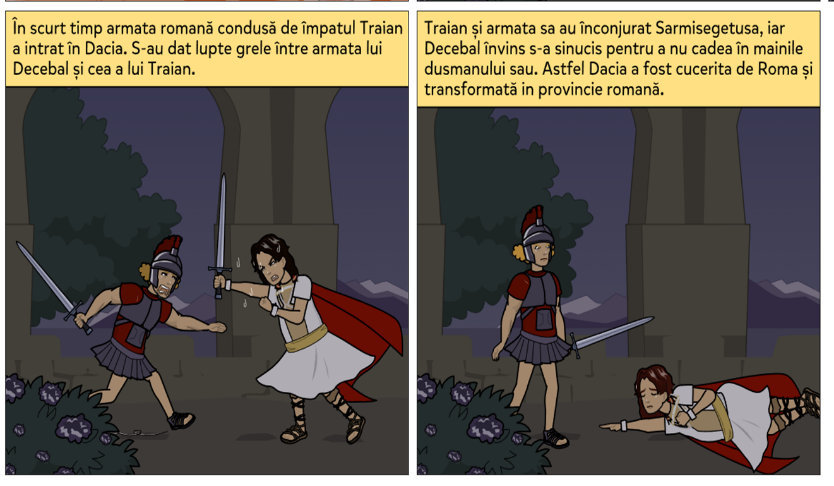 În scurt timp armata romană condusă de împatul Traian
a intrat în Dacia. S-au dat lupte grele între armata lui
Decebal și cea a lui Traian.
Traian și armata sa au înconjurat Sarmisegetusa, iar
Decebal învins s-a sinucis pentru a nu cadea în mainile
dusmanului sau. Astfel Dacia a fost cucerita de Roma și
transformată in provincie romană.